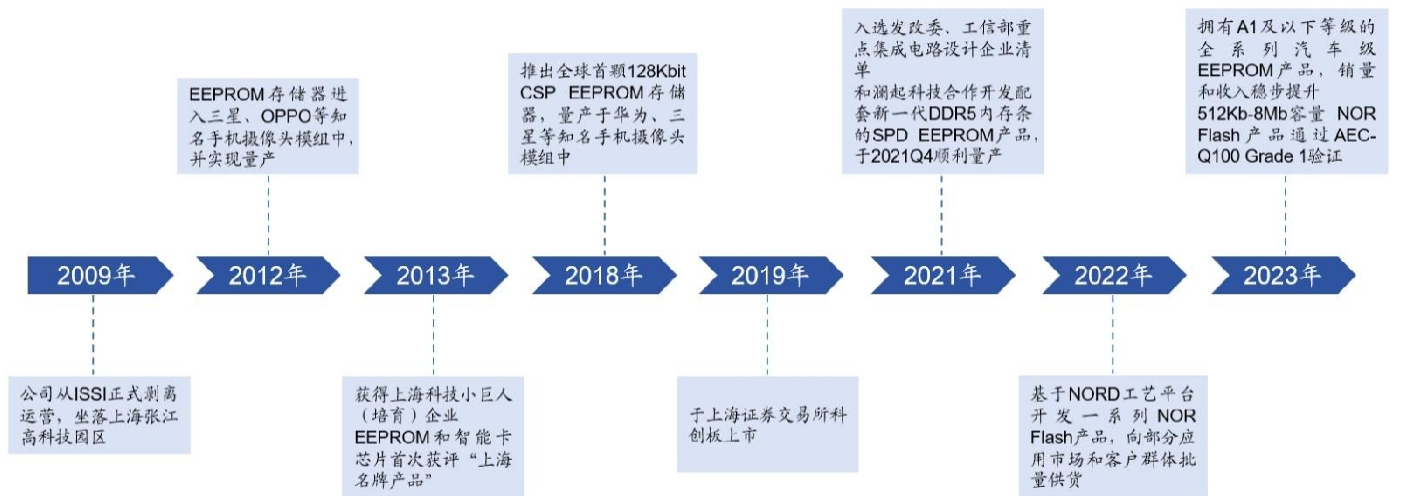 EEPROM存储器进
入三星、OPPO等知
名手机摄像头模组中，
并实现量产
推出全球首颗128Kbit
CSP EEPROM存储
器，量产于华为、三
星等知名手机摄像头
模组中
入选发改委、工信部重
点集成电路设计企业清
单
和澜起科技合作开发配
套新一代DDR5内存条
的SPD EEPROM产品，
于2021Q4顺利量产
拥有A1及以下等级的
全系列汽车级
EEPROM产品，销量
和收入稳步提升
512Kb-8Mb容量 NOR
Flash产品通过AEC-
Q100 Grade 1验证
2009年
2012年
2013年
2018年
2019年
2021年
2022年
2023年
公司从ISSI正式剥离
运营，坐落上海张江
高科技园区
获得上海科技小巨人
（培育）企业
EEPROM和智能卡
芯片首次获评“上海
名牌产品”
于上海证券交易所科
创板上市
基于NORD工艺平台
开发一系列NOR
Flash产品，向部分应
用市场和客户群体批
量供货